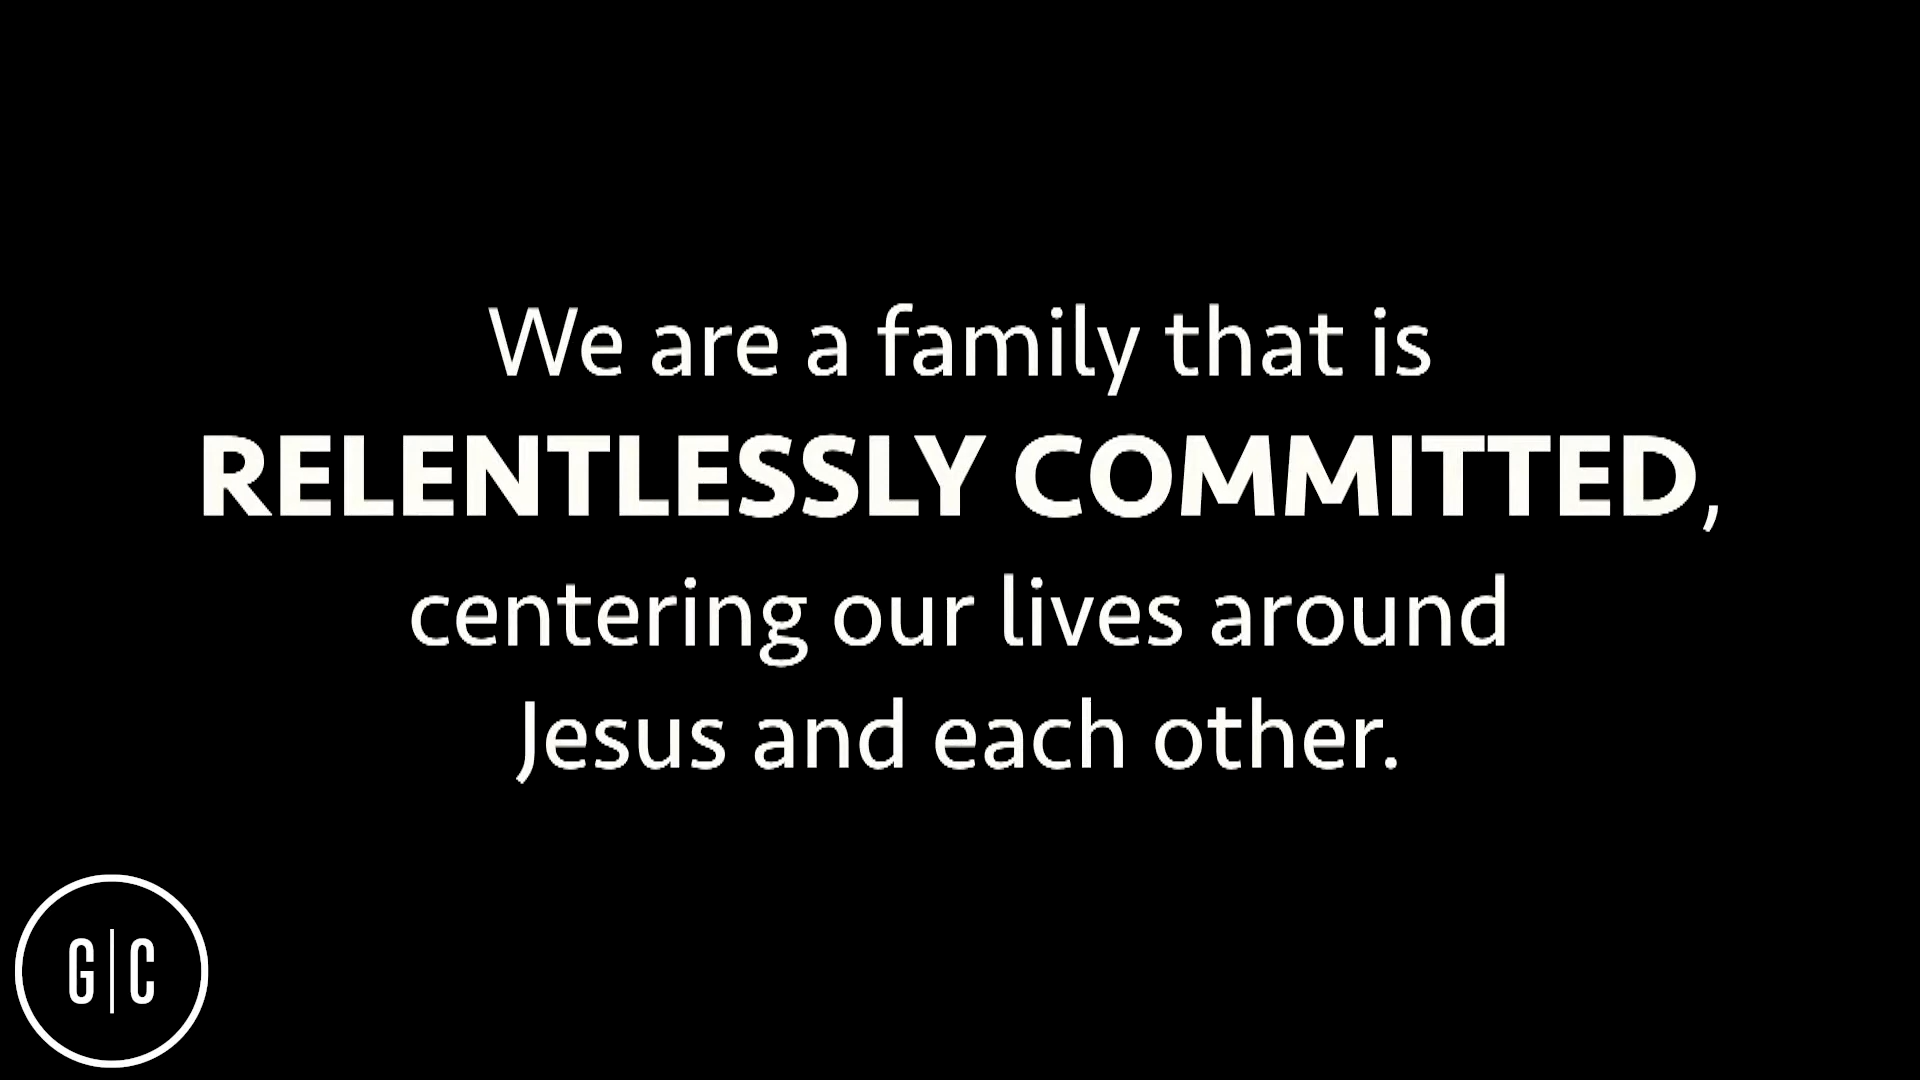 We are a family that is
RELENTLESSLY COMMITTED,
centering our lives around
Jesus and each other.
G|C